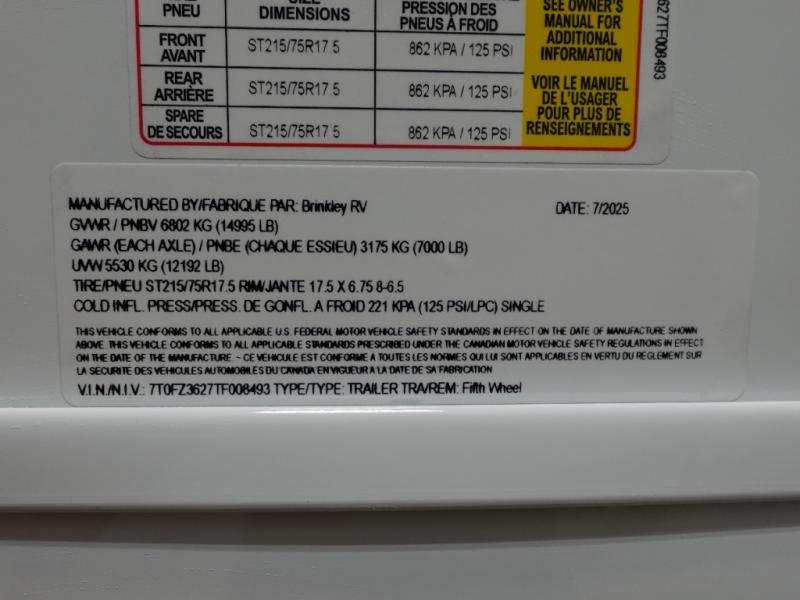 PNEU
DIMENSIONS
PRESSION DES
PNEUS À FROID
SEE OWNER'S
MANUAL FOR
ADDITIONAL
INFORMATION
FRONT
AVANT
ST215/75R17.5
862 KPA / 125 PSI
REAR
ARRIÈRE
ST215/75R17.5
862 KPA / 125 PSI
VOIR LE MANUEL
DE L'USAGER
POUR PLUS DE
RENSEIGNEMENTS
SPARE
DE SECOURS
ST215/75R17.5
862 KPA / 125 PSI
627TF008493
MANUFACTURED BY/FABRIQUE PAR: Brinkley RV DATE: 7/2025
GVWR / PNBV 6802 KG (14995 LB)
GAWR (EACH AXLE) / PNBE (CHAQUE ESSIEU) 3175 KG (7000 LB)
UVW 5530 KG (12192 LB)
TIRE/PNEU ST215/75R17.5 RIM/JANTE 17.5 X 6.75 8-6.5
COLD INFL. PRESS/PRESS. DE GONFL. A FROID 221 KPA (125 PSI/LPC) SINGLE
THIS VEHICLE CONFORMS TO ALL APPLICABLE U.S. FEDERAL MOTOR VEHICLE SAFETY STANDARDS IN EFFECT ON THE DATE OF MANUFACTURE SHOWN
ABOVE. THIS VEHICLE CONFORMS TO ALL APPLICABLE STANDARDS PRESCRIBED UNDER THE CANADIAN MOTOR VEHICLE SAFETY REGULATIONS IN EFFECT
ON THE DATE OF THE MANUFACTURE. ~ CE VÉHICULE EST CONFORME À TOUTES LES NORMES QUI LUI SONT APPLICABLES EN VERTU DU REGLEMENT SUR
LA SECURITE DES VEHICULES AUTOMOBILES DU CANADA EN VIGUEUR A LA DATE DE SA FABRICATION
V.I.N./N.I.V.: 7T0FZ3627TF008493 TYPE/TYPE: TRAILER TRA/REM: Fifth Wheel